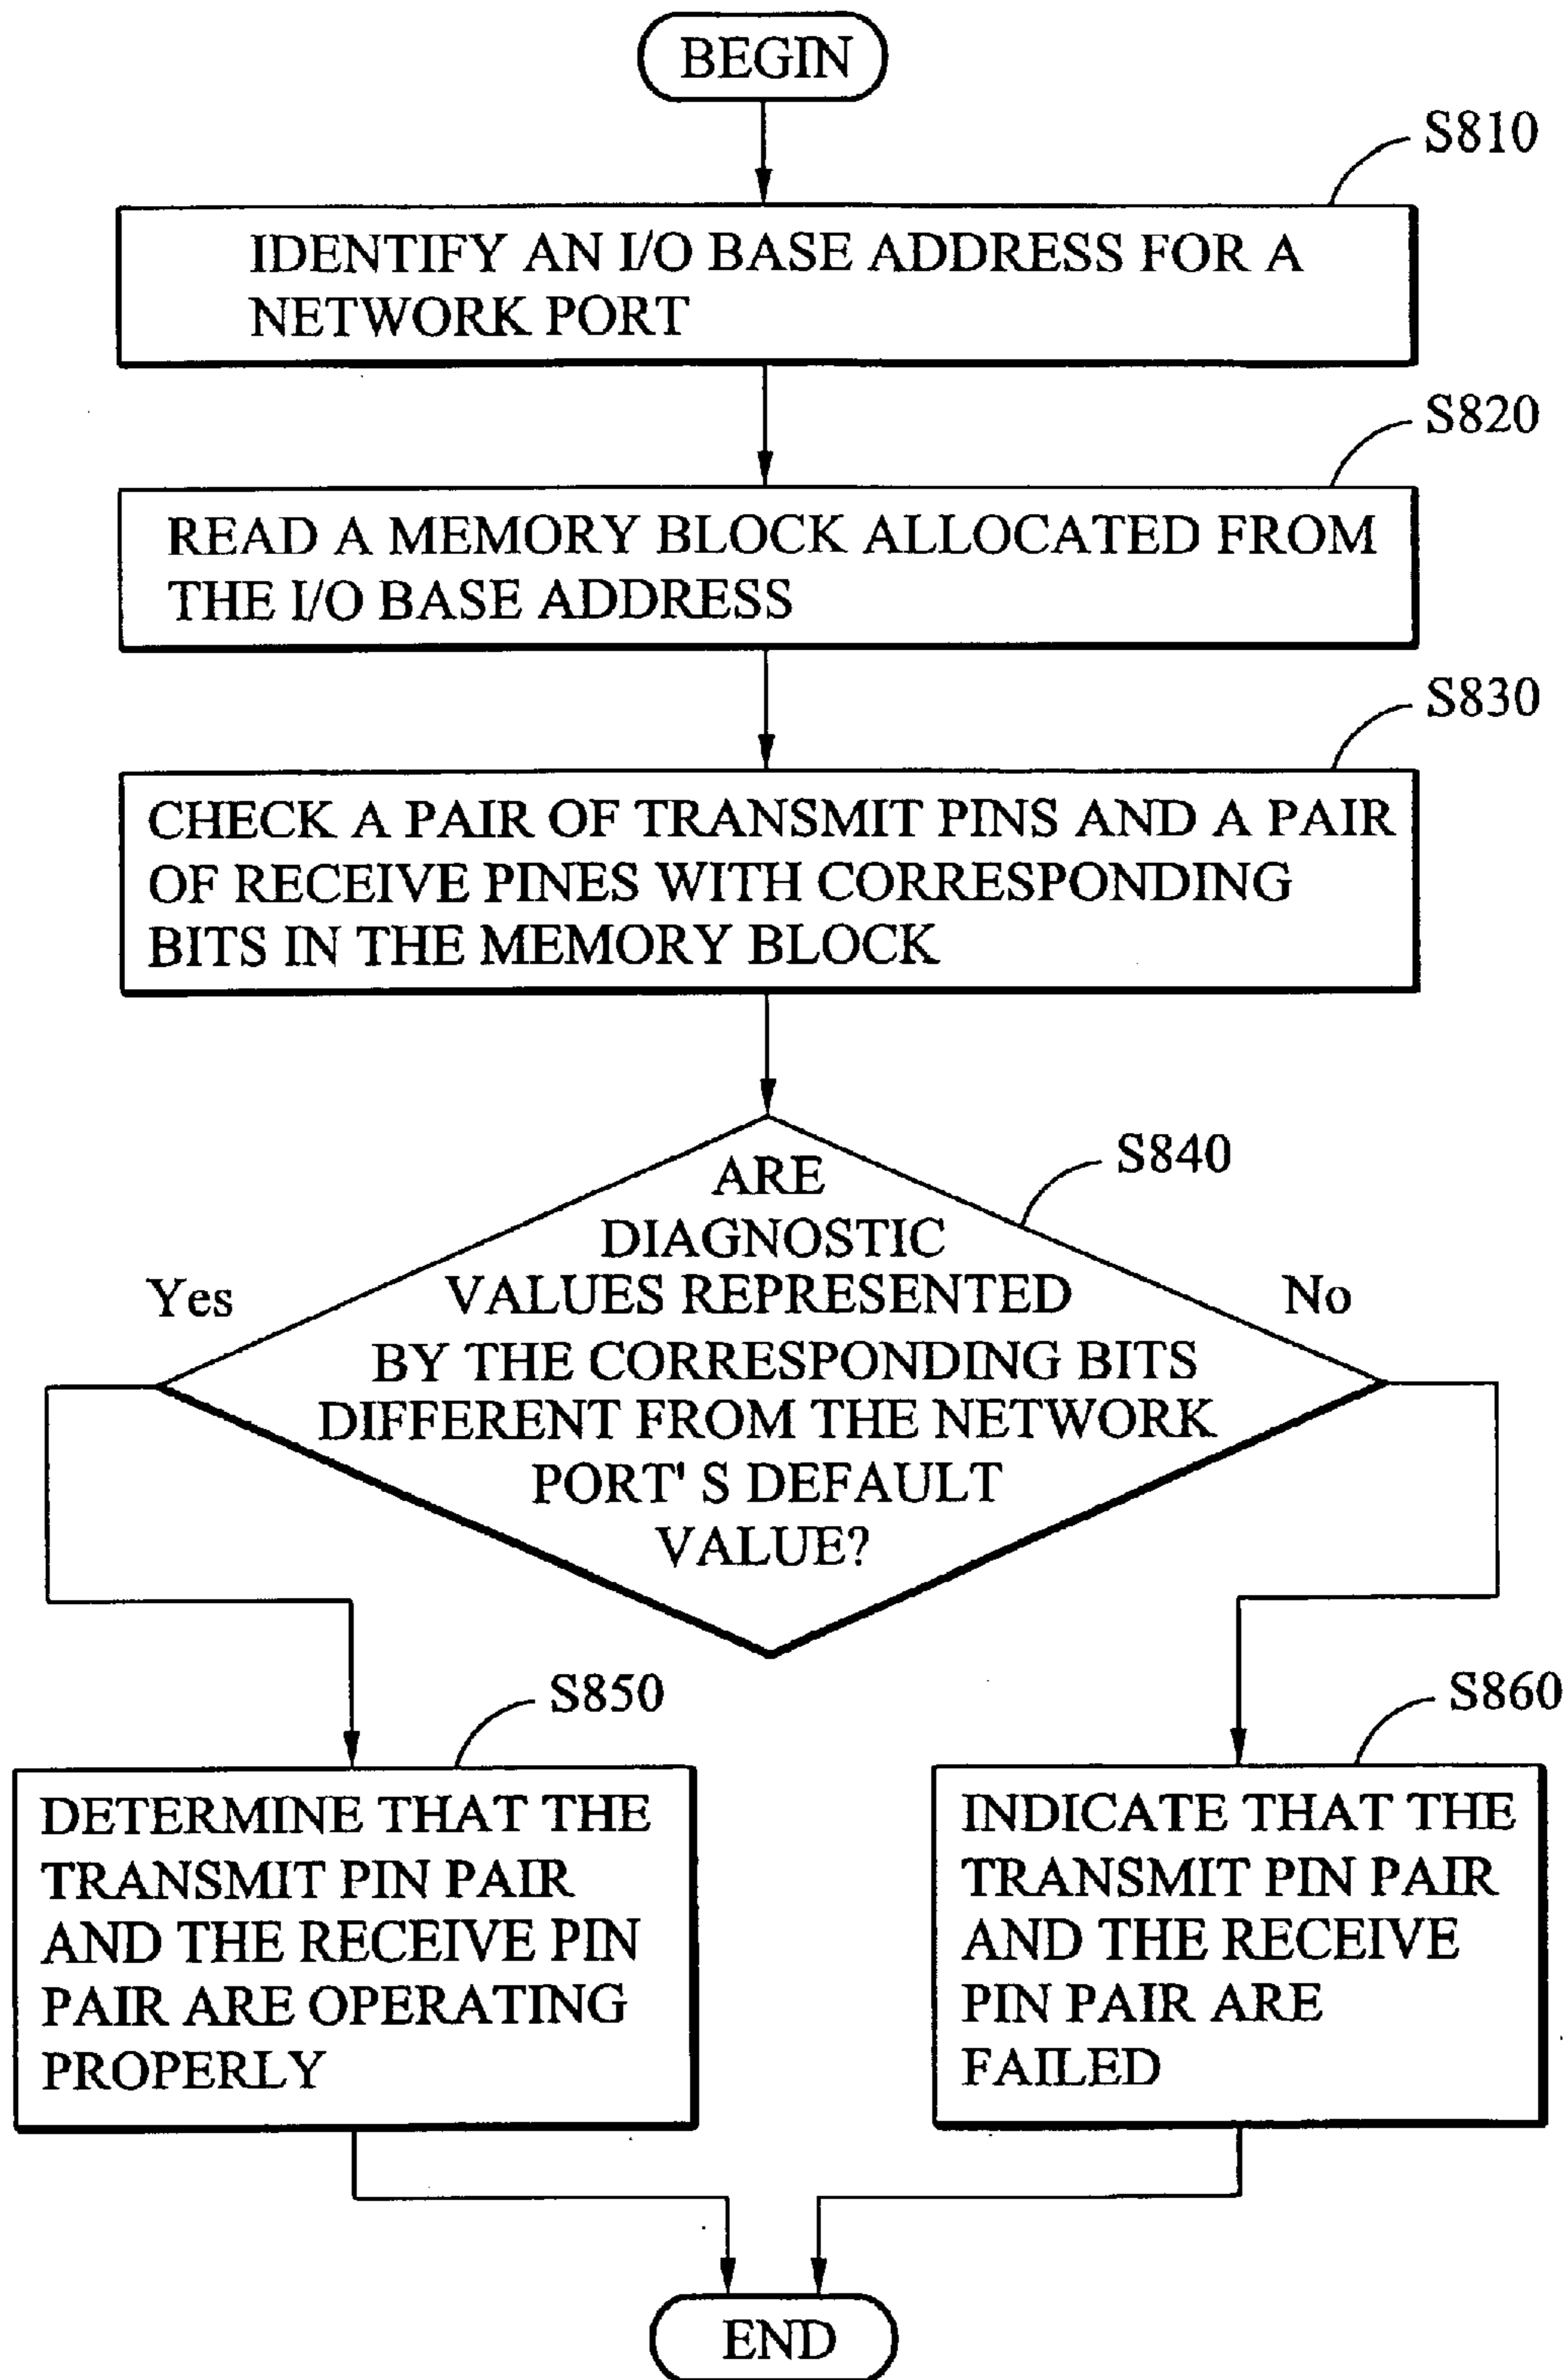 BEGIN
S810
IDENTIFY AN I/O BASE ADDRESS FOR A
NETWORK PORT
S820
READ A MEMORY BLOCK ALLOCATED FROM
THE I/O BASE ADDRESS
S830
CHECK A PAIR OF TRANSMIT PINS AND A PAIR
OF RECEIVE PINES WITH CORRESPONDING
BITS IN THE MEMORY BLOCK
S840
ARE
DIAGNOSTIC
VALUES REPRESENTED
BY THE CORRESPONDING BITS
DIFFERENT FROM THE NETWORK
PORT' S DEFAULT
VALUE?
Yes
No
S850
DETERMINE THAT THE
TRANSMIT PIN PAIR
AND THE RECEIVE PIN
PAIR ARE OPERATING
PROPERLY
S860
INDICATE THAT THE
TRANSMIT PIN PAIR
AND THE RECEIVE
PIN PAIR ARE
FAILED
END